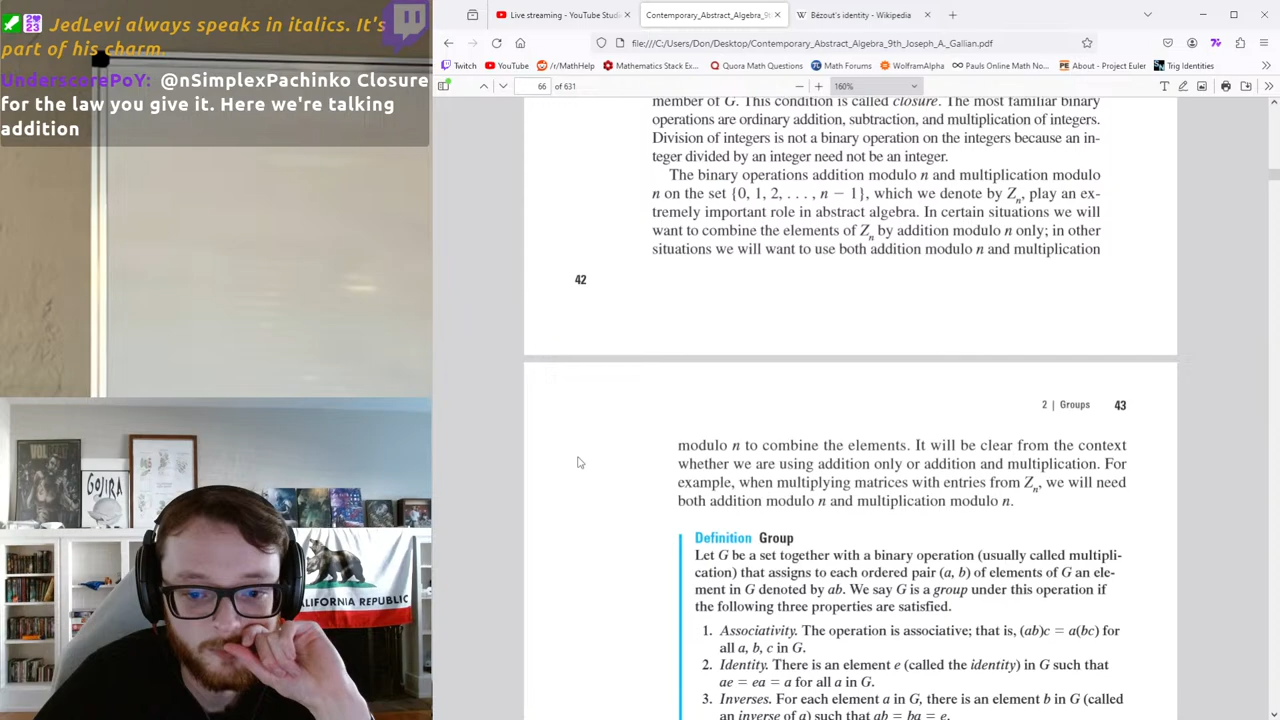 JedLevi always speaks in italics. It's
part of his charm.
UnderscorePoY: @nSimplexPachinko Closure
for the law you give it. Here we're talking
addition
Live streaming - YouTube Studi
Contemporary_Abstract_Algebra_9t
Bézout's identity - Wikipedia
file:///C:/Users/Don/Desktop/Contemporary_Abstract_Algebra_9th_Joseph_A._Gallian.pdf
Twitch YouTube /r/MathHelp Mathematics Stack Ex... Quora Mathematics Questions Math Forums WolframAlpha Pauls Online Math No... About - Project Euler Trig Identities
66 of 631
160%
member of G. This condition is called closure. The most familiar binary
operations are ordinary addition, subtraction, and multiplication of integers.
Division of integers is not a binary operation on the integers because an in-
teger divided by an integer need not be an integer.
The binary operations addition modulo n and multiplication modulo
n on the set {0, 1, 2, . . . , n − 1}, which we denote by Zn, play an ex-
tremely important role in abstract algebra. In certain situations we will
want to combine the elements of Zn by addition modulo n only; in other
situations we will want to use both addition modulo n and multiplication
42
2 | Groups 43
modulo n to combine the elements. It will be clear from the context
whether we are using addition only or addition and multiplication. For
example, when multiplying matrices with entries from Zn, we will need
both addition modulo n and multiplication modulo n.
Definition Group
Let G be a set together with a binary operation (usually called multipli-
cation) that assigns to each ordered pair (a, b) of elements of G an ele-
ment in G denoted by ab. We say G is a group under this operation if
the following three properties are satisfied.
1. Associativity. The operation is associative; that is, (ab)c = a(bc) for
all a, b, c in G.
2. Identity. There is an element e (called the identity) in G such that
ae = ea = a for all a in G.
3. Inverses. For each element a in G, there is an element b in G (called
an inverse of a) such that ab = ba = e.
GOJIRA
CALIFORNIA REPUBLIC